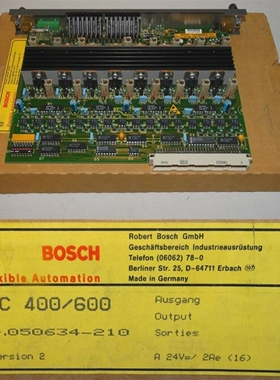 BOSCH
Robert Bosch GmbH
Geschäftsbereich Industrieausrüstung
Telefon (06062) 78-0
Berliner Str. 25, D-64711 Erbach
Made in Germany
BOSCH
exible Automation
C 400/600
Ausgang
Output
.050634-210
Sorties
ersion 2
A 24V=/ 2Ae (16)